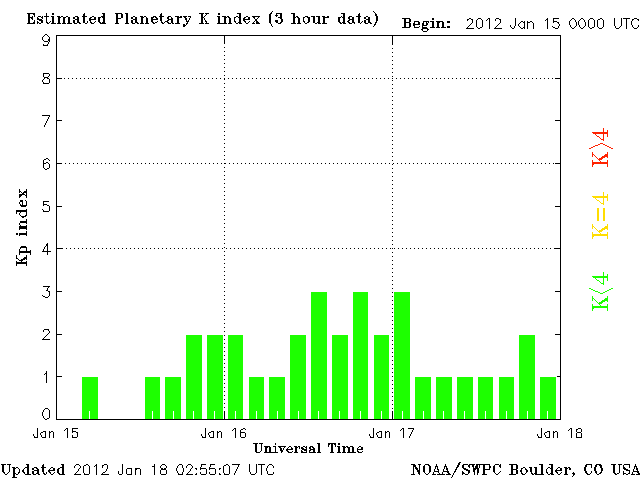 Estimated Planetary K index (3 hour data) Begin: 2012 Jan 15 0000 UTC
9
8
7
6
5
4
3
2
1
0
Kp index
K>4
K=4
K<4
Jan 15 Jan 16 Jan 17 Jan 18
Universal Time
Updated 2012 Jan 18 02:55:07 UTC NOAA/SWPC Boulder, CO USA